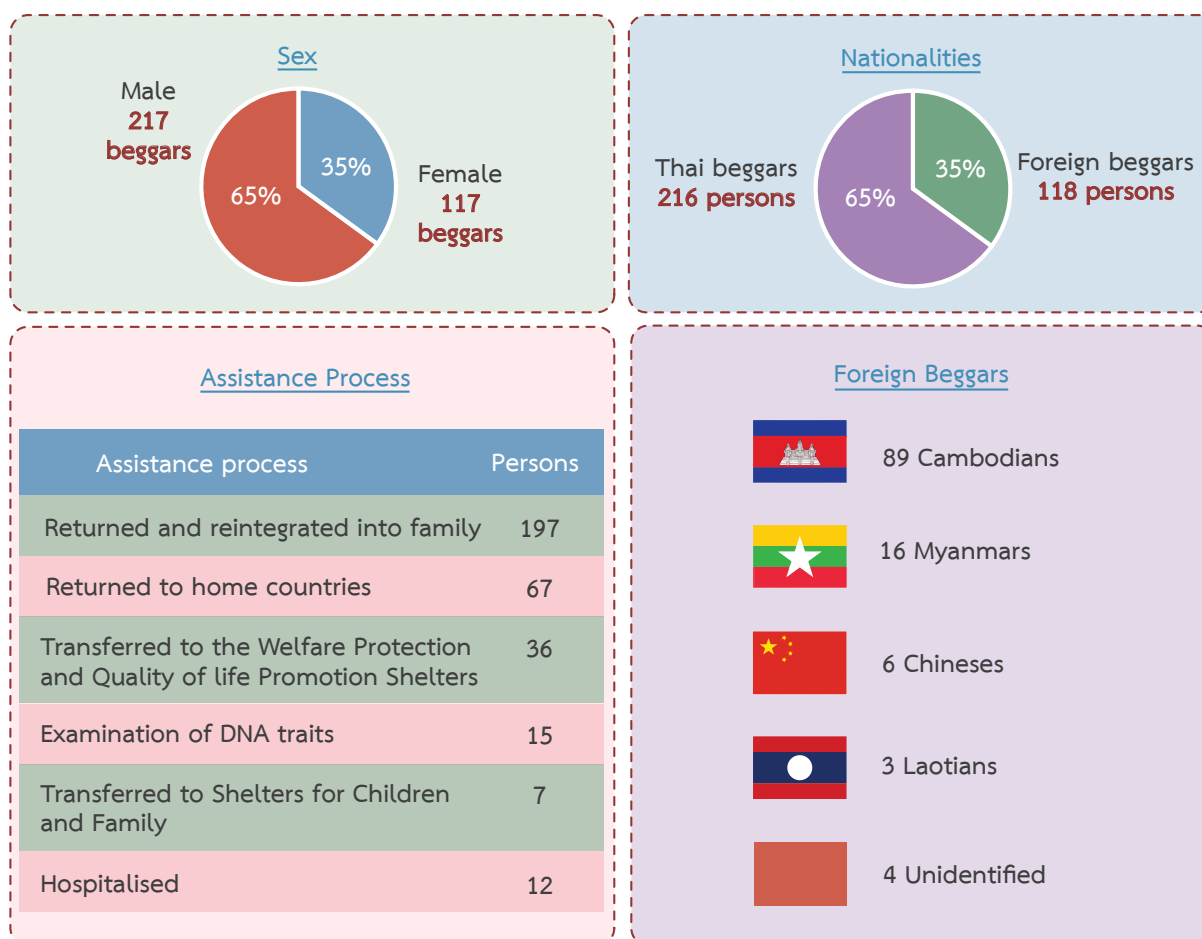 Sex
Male
217
beggars
35%
65%
Female
117
beggars
Nationalities
Thai beggars
216 persons
35%
65%
Foreign beggars
118 persons
Assistance Process
Assistance process Persons
Returned and reintegrated into family 197
Returned to home countries 67
Transferred to the Welfare Protection 36
and Quality of life Promotion Shelters
Examination of DNA traits 15
Transferred to Shelters for Children 7
and Family
Hospitalised 12
Foreign Beggars
89 Cambodians
16 Myanmars
6 Chineses
3 Laotians
4 Unidentified